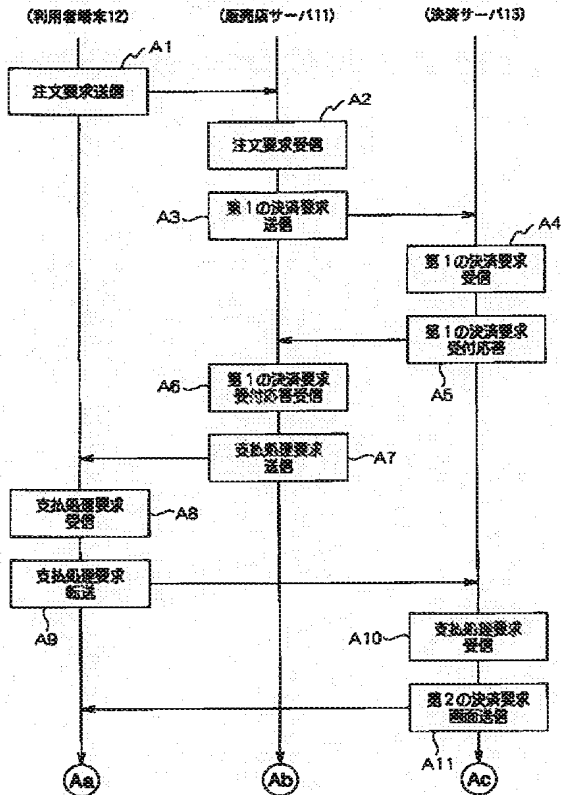 (利用者端末12)
(販売店サーバ11)
(決済サーバ13)
A1
注文要求送信
A2
注文要求受信
A3
第1の決済要求
送信
A4
第1の決済要求
受信
第1の決済要求
受付応答
A5
A6
第1の決済要求
受付応答受信
支払処理要求
送信
A7
支払処理要求
受信
A8
支払処理要求
転送
A9
A10
支払処理要求
受信
第2の決済要求
画面送信
A11
Aa
Ab
Ac